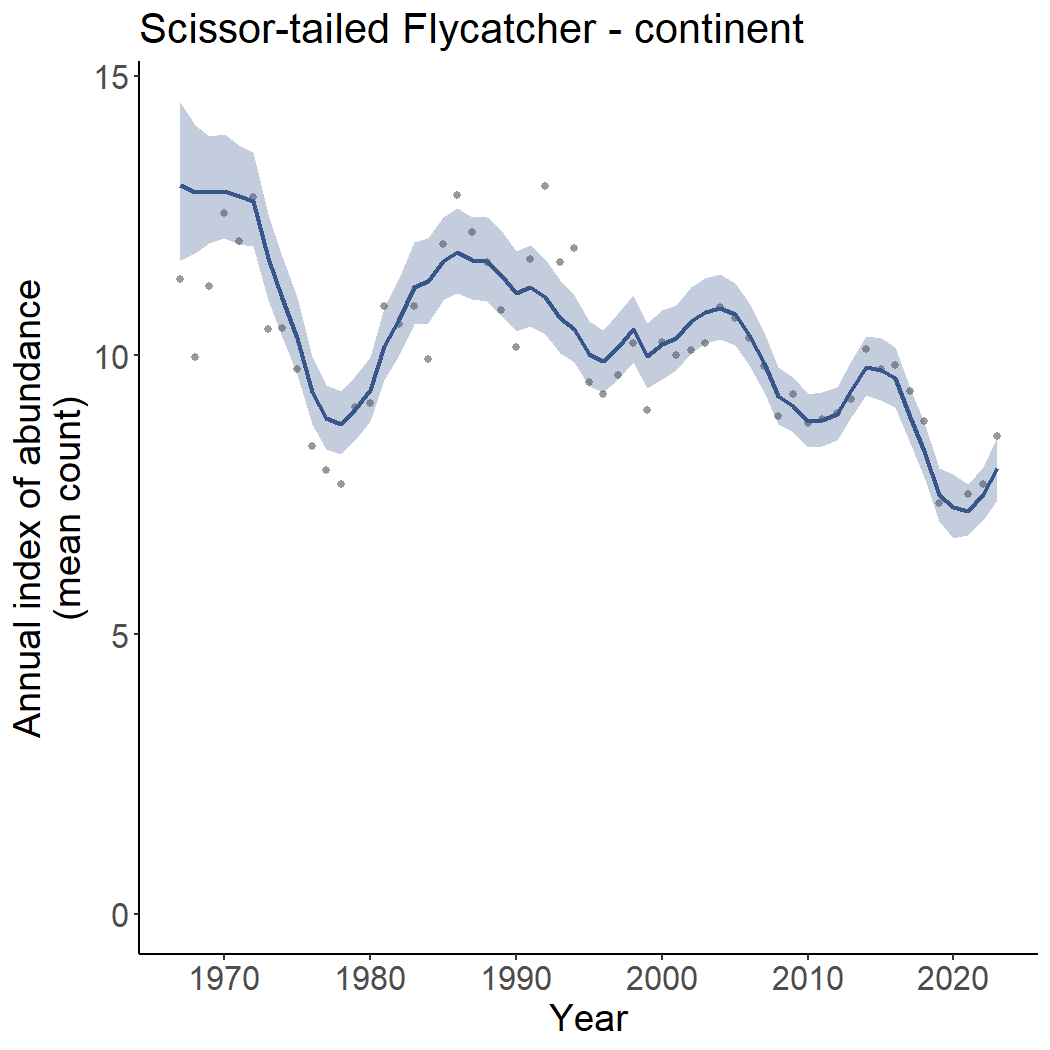 Scissor-tailed Flycatcher - continent
Annual index of abundance
(mean count)
15
10
5
0
1970 1980 1990 2000 2010 2020
Year